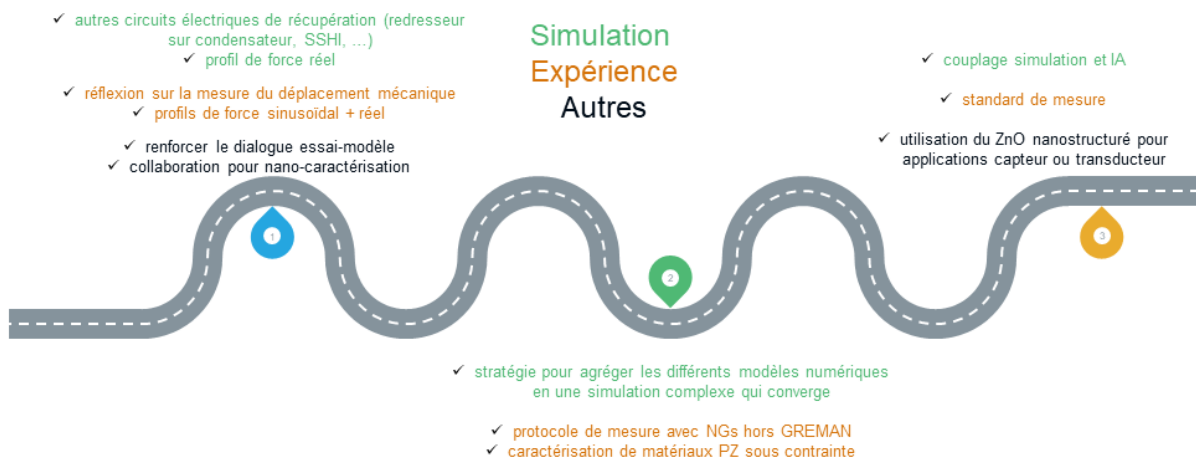 ✓ autres circuits électriques de récupération (redresseur
sur condensateur, SSHI, …)
✓ profil de force réel
✓ réflexion sur la mesure du déplacement mécanique
✓ profils de force sinusoïdal + réel
✓ renforcer le dialogue essai-modèle
✓ collaboration pour nano-caractérisation
Simulation
Expérience
Autres
✓ couplage simulation et IA
✓ standard de mesure
✓ utilisation du ZnO nanostructuré pour
applications capteur ou transducteur
1
2
3
✓ stratégie pour agréger les différents modèles numériques
en une simulation complexe qui converge
✓ protocole de mesure avec NGs hors GREMAN
✓ caractérisation de matériaux PZ sous contrainte